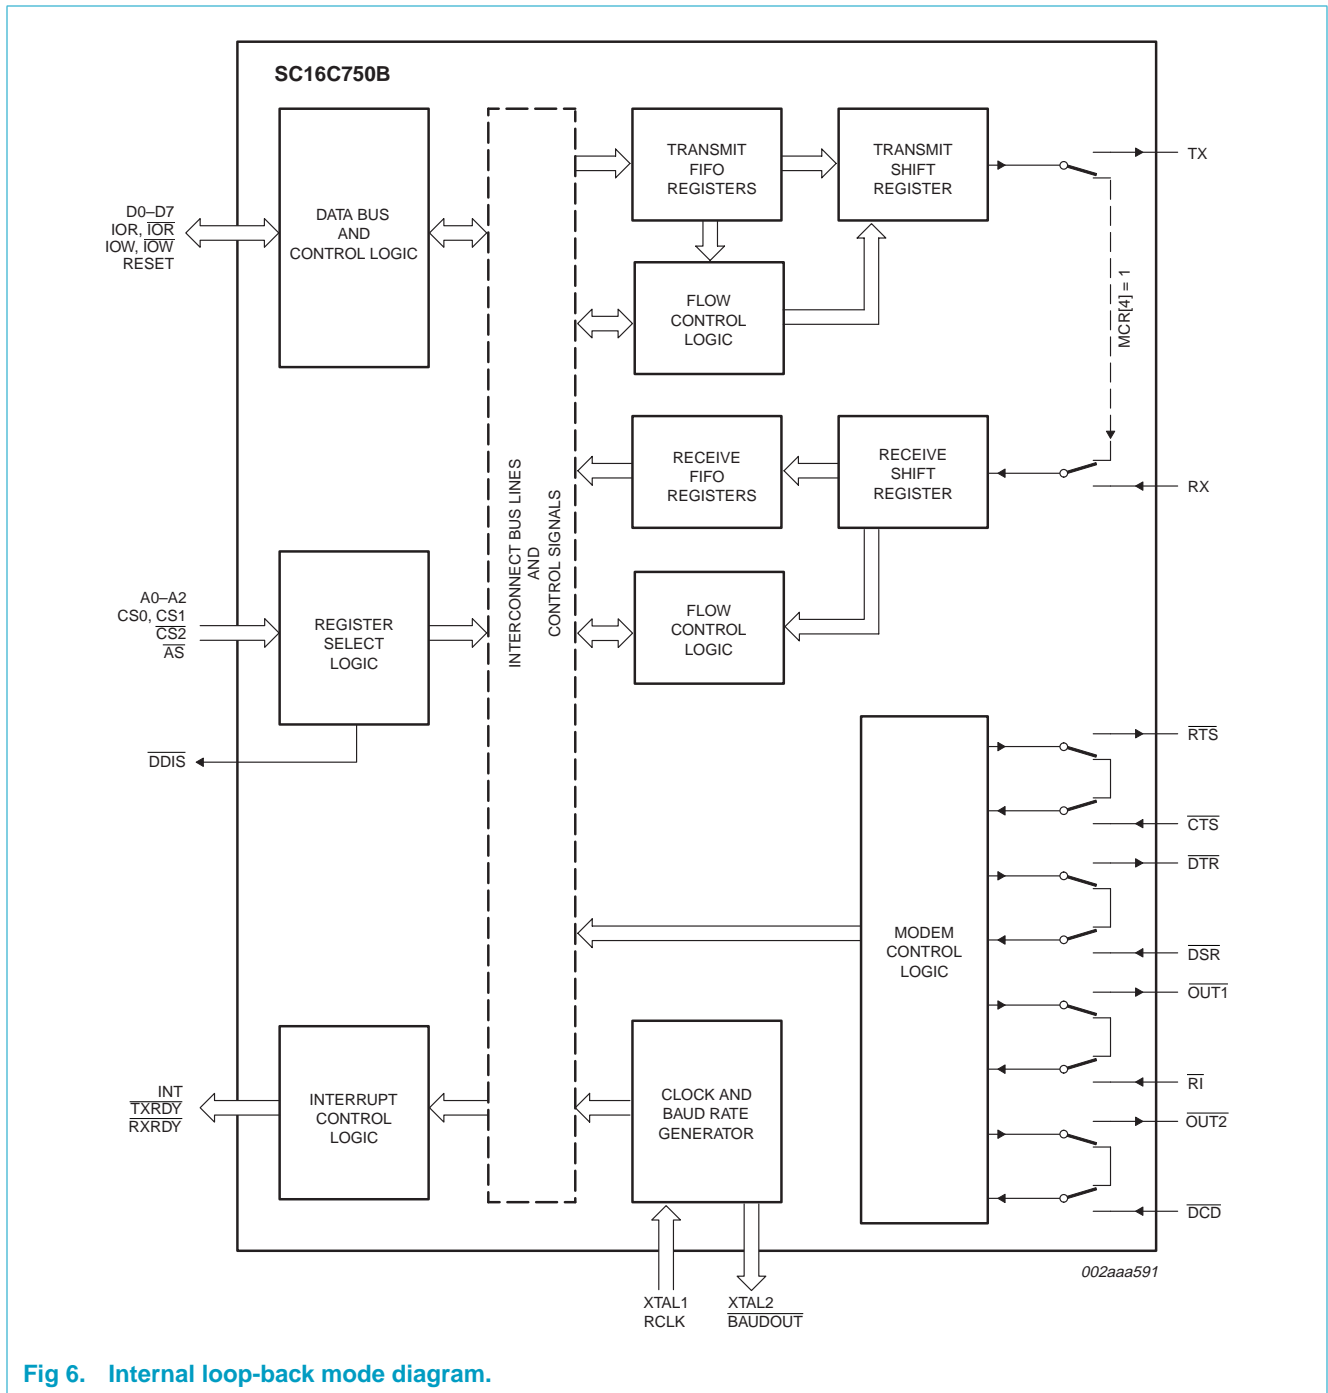 SC16C750B
D0–D7
IOR, IOR
IOW, IOW
RESET
DATA BUS
AND
CONTROL LOGIC
A0–A2
CS0, CS1
CS2
AS
REGISTER
SELECT
LOGIC
DDIS
INT
TXRDY
RXRDY
INTERRUPT
CONTROL
LOGIC
INTERCONNECT BUS LINES
AND
CONTROL SIGNALS
TRANSMIT
FIFO
REGISTERS
TRANSMIT
SHIFT
REGISTER
FLOW
CONTROL
LOGIC
RECEIVE
FIFO
REGISTERS
RECEIVE
SHIFT
REGISTER
FLOW
CONTROL
LOGIC
MODEM
CONTROL
LOGIC
CLOCK AND
BAUD RATE
GENERATOR
XTAL1
RCLK
XTAL2
BAUDOUT
TX
MCR[4] = 1
RX
RTS
CTS
DTR
DSR
OUT1
RI
OUT2
DCD
002aaa591
Fig 6. Internal loop-back mode diagram.